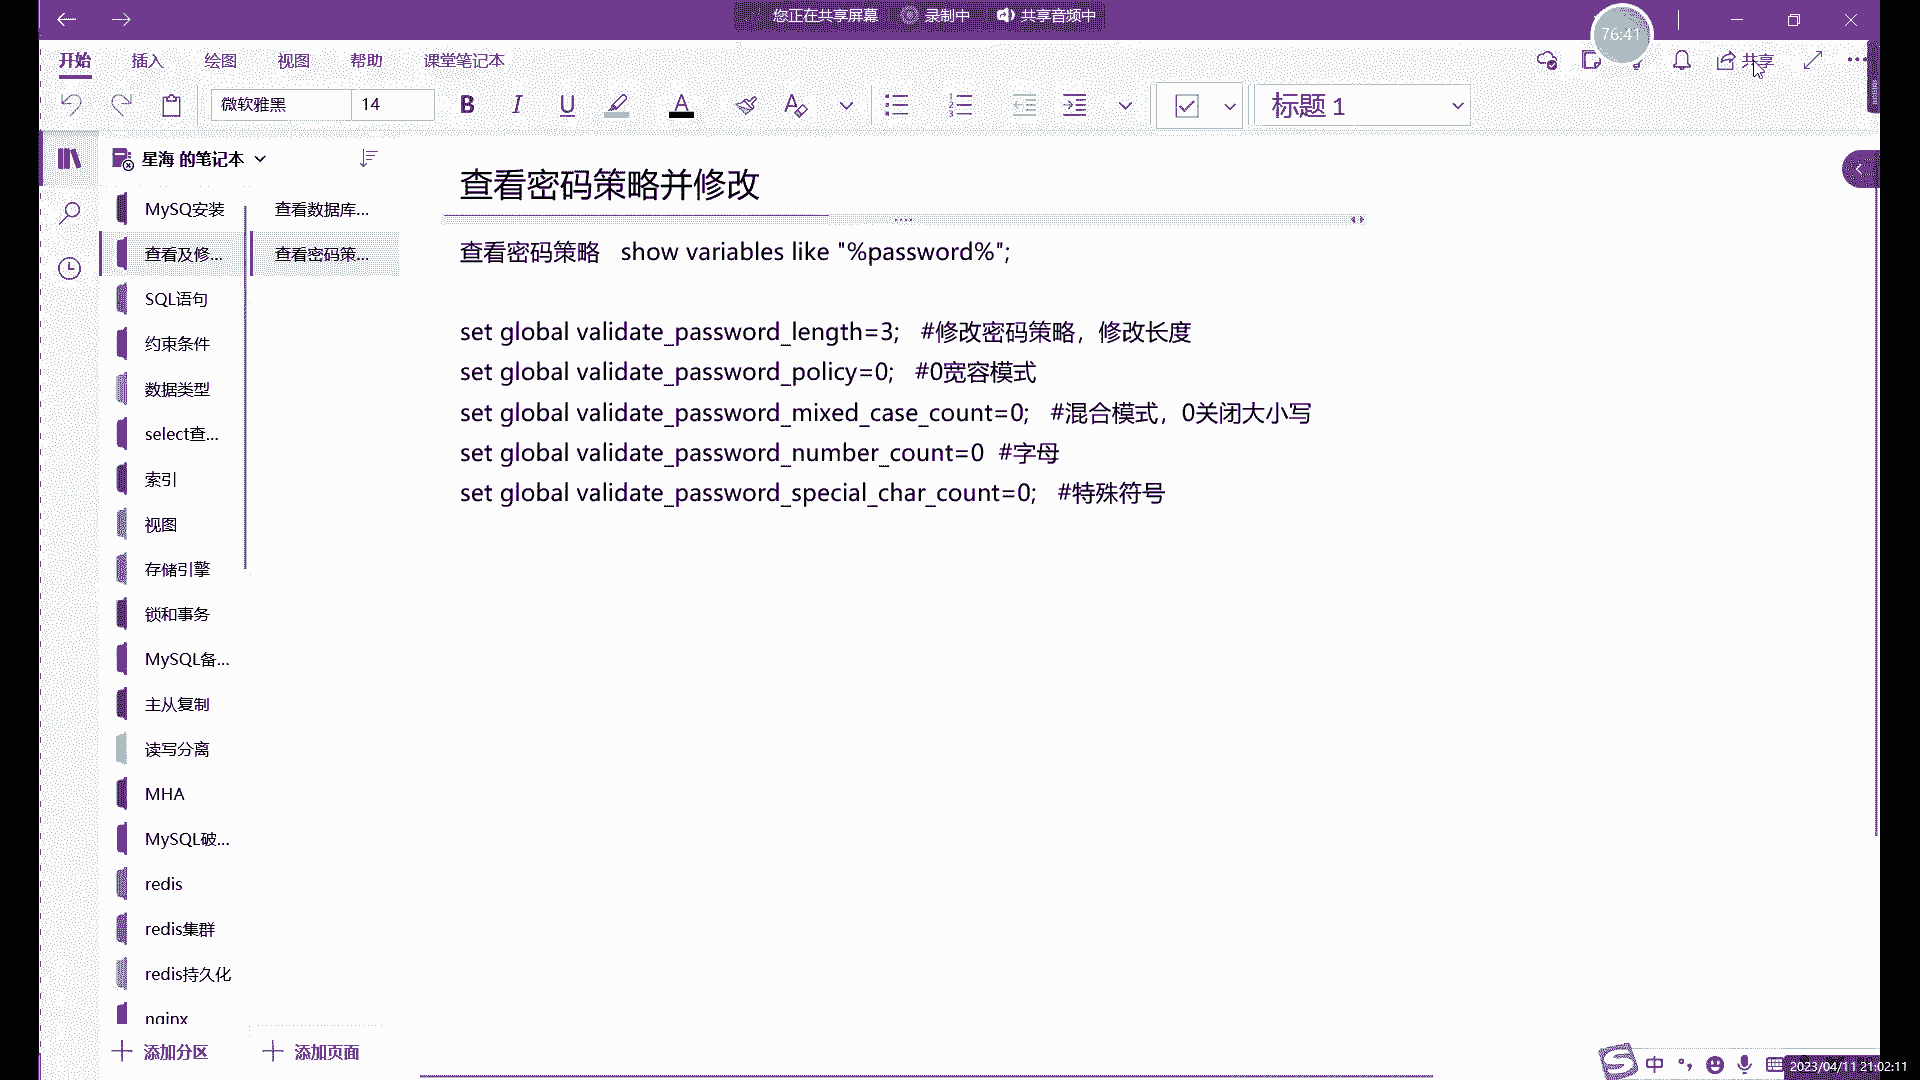 您正在共享屏幕 录制中 共享音频中
76:41
开始 插入 绘图 视图 帮助 课堂笔记本 共享
微软雅黑 14 B I U A 标题 1
星海 的笔记本
MySQ安装
查看及修...
SQL语句
约束条件
数据类型
select查...
索引
视图
存储引擎
锁和事务
MySQL备...
主从复制
读写分离
MHA
MySQL破...
redis
redis集群
redis持久化
nginx
添加分区
查看数据库...
查看密码策...
添加页面
查看密码策略并修改
查看密码策略 show variables like "%password%";
set global validate_password_length=3; #修改密码策略，修改长度
set global validate_password_policy=0; #0宽容模式
set global validate_password_mixed_case_count=0; #混合模式，0关闭大小写
set global validate_password_number_count=0 #字母
set global validate_password_special_char_count=0; #特殊符号
中
2023/04/11 21:02:11